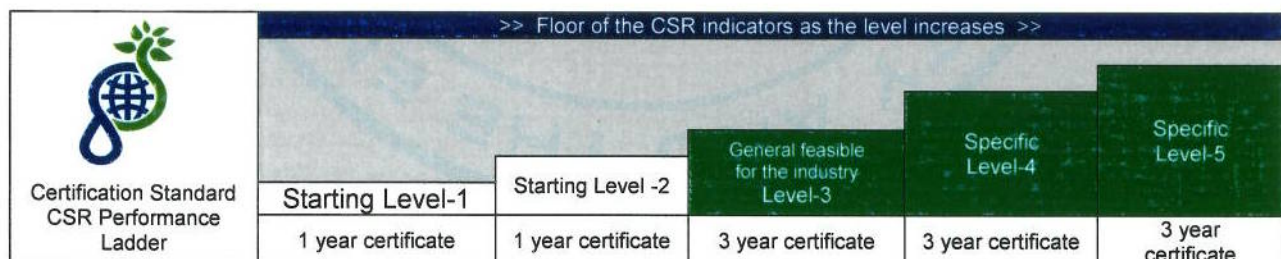 >> Floor of the CSR indicators as the level increases >>
Certification Standard
CSR Performance
Ladder
Starting Level-1
Starting Level -2
General feasible
for the industry
Level-3
Specific
Level-4
Specific
Level-5
1 year certificate
1 year certificate
3 year certificate
3 year certificate
3 year
certificate